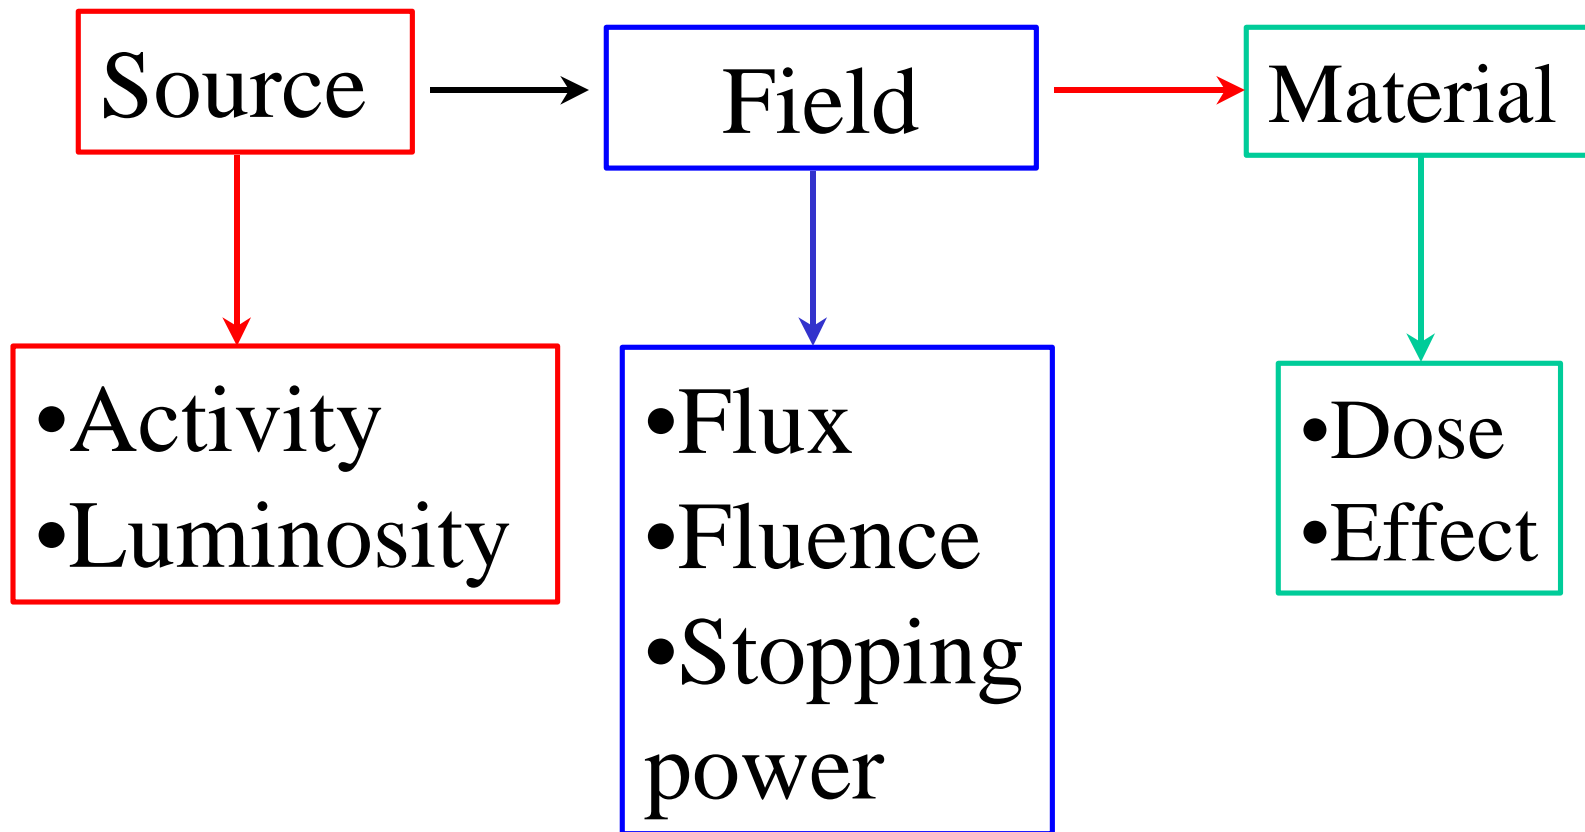 Source
Field
Material
•Activity
•Luminosity
•Flux
•Fluence
•Stopping
power
•Dose
•Effect